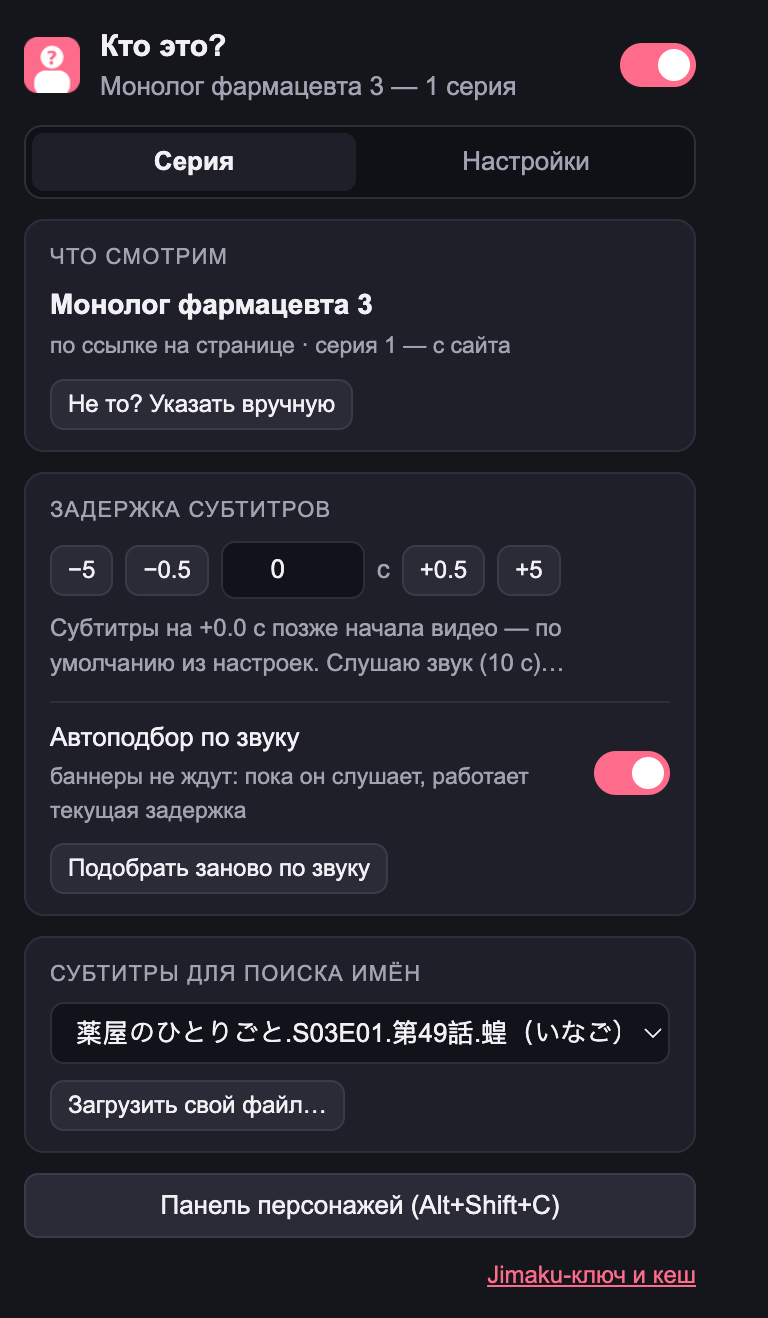 ?
Кто это?
Монолог фармацевта 3 — 1 серия
Серия
Настройки
ЧТО СМОТРИМ
Монолог фармацевта 3
по ссылке на странице · серия 1 — с сайта
Не то? Указать вручную
ЗАДЕРЖКА СУБТИТРОВ
−5 −0.5 0 с +0.5 +5
Субтитры на +0.0 с позже начала видео — по
умолчанию из настроек. Слушаю звук (10 с)…
Автоподбор по звуку
баннеры не ждут: пока он слушает, работает
текущая задержка
Подобрать заново по звуку
СУБТИТРЫ ДЛЯ ПОИСКА ИМЁН
薬屋のひとりごと.S03E01.第49話.蝗（いなご）
Загрузить свой файл…
Панель персонажей (Alt+Shift+C)
Jimaku-ключ и кеш